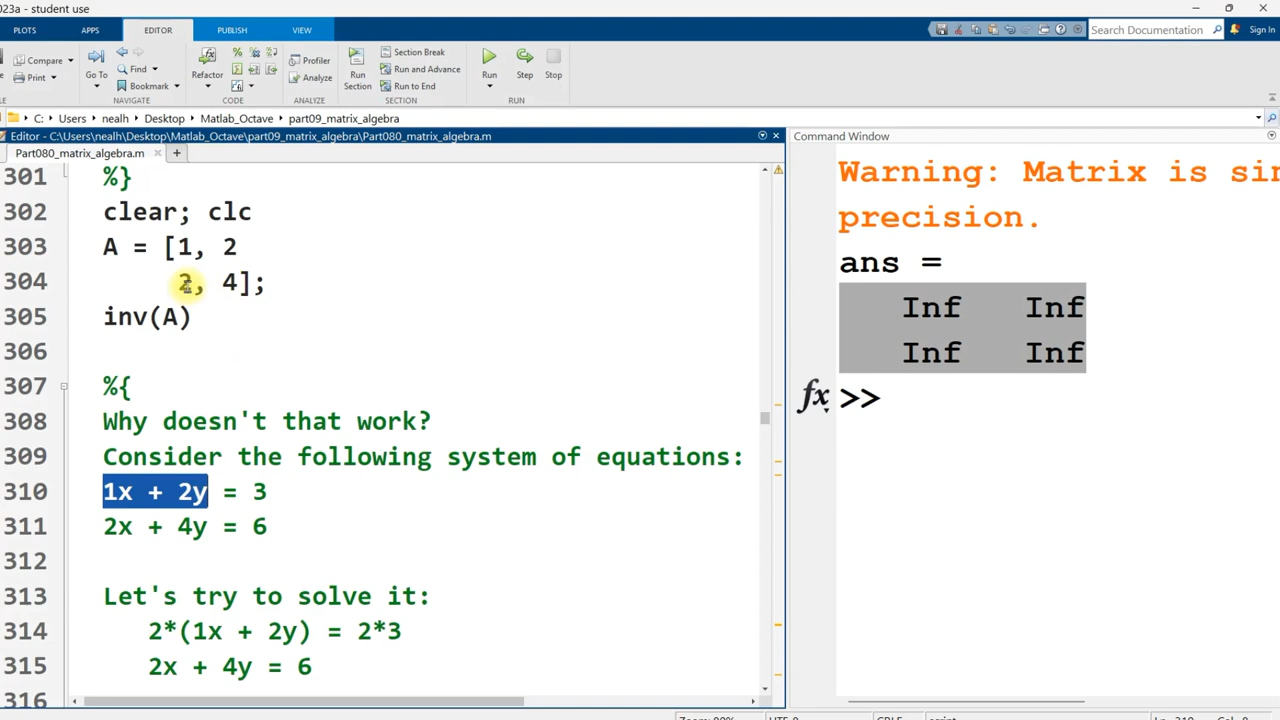 023a - student use
PLOTS APPS EDITOR PUBLISH VIEW
Search Documentation
Sign In
Compare
Print
Go To
Find
Bookmark
NAVIGATE
Refactor
CODE
Profiler
Analyze
ANALYZE
Run Section
Section Break
Run and Advance
Run to End
SECTION
Run
Step
Stop
RUN
C: Users nealh Desktop Matlab_Octave part09_matrix_algebra
Editor - C:\Users\nealh\Desktop\Matlab_Octave\part09_matrix_algebra\Part080_matrix_algebra.m
Part080_matrix_algebra.m
301 %}
302 clear; clc
303 A = [1, 2
304 2, 4];
305 inv(A)
306
307 %{
308 Why doesn't that work?
309 Consider the following system of equations:
310 1x + 2y = 3
311 2x + 4y = 6
312
313 Let's try to solve it:
314 2*(1x + 2y) = 2*3
315 2x + 4y = 6
316
Command Window
Warning: Matrix is sin
precision.
ans =
Inf Inf
Inf Inf
fx >>